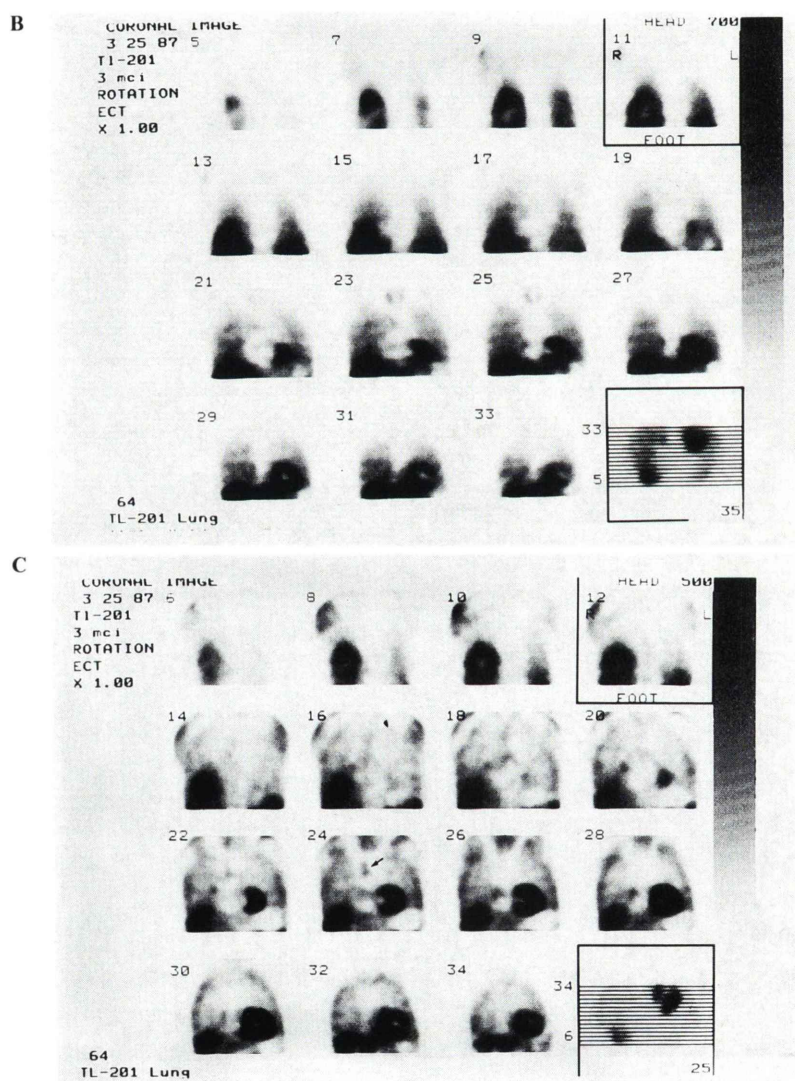 B
CORONAL IMAGE
HEAD 700
3 25 87 5 7 9 11
Tl-201
R L
3 mci
ROTATION
ECT
X 1.00
FOOT
13 15 17 19
21 23 25 27
29 31 33
33
5
35
64
TL-201 Lung
C
CORONAL IMAGE
HEAD 500
3 25 87 6 8 10 12
Tl-201
R L
3 mci
ROTATION
ECT
X 1.00
FOOT
14 16 18 20
22 24 26 28
30 32 34
34
6
25
64
TL-201 Lung